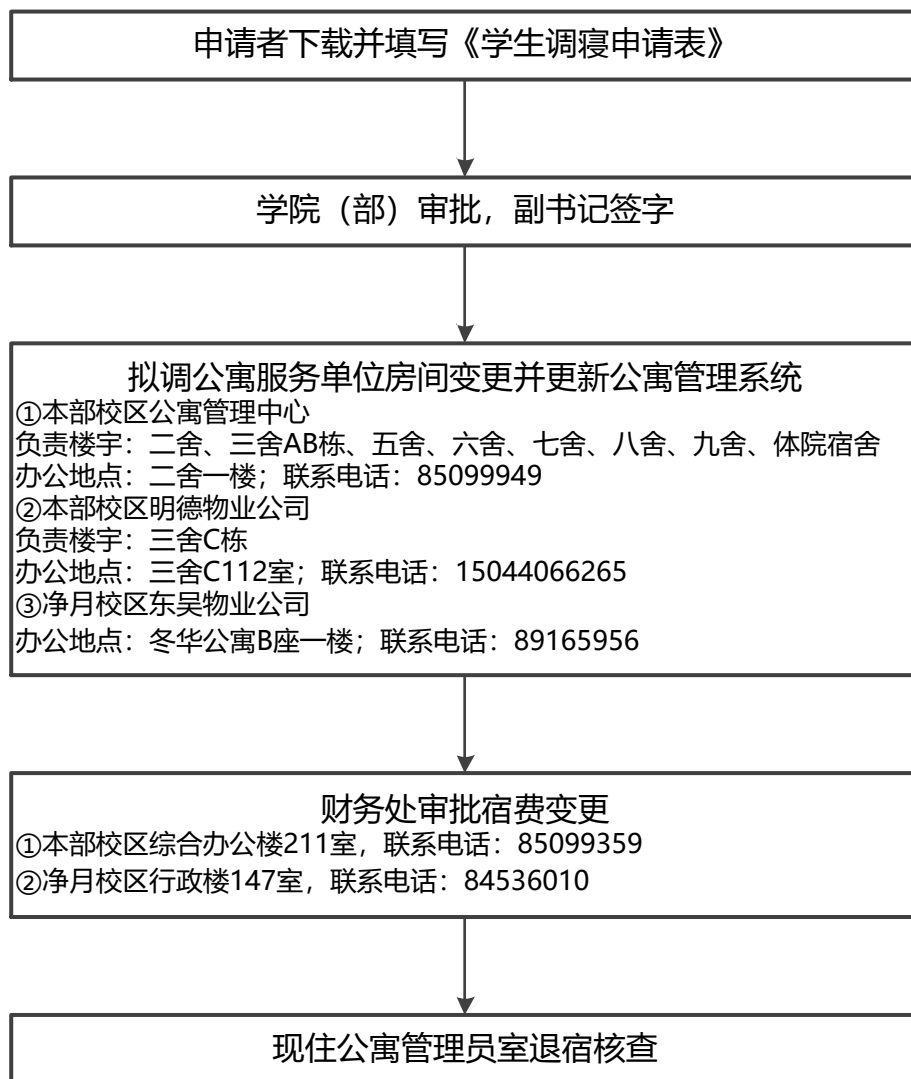 申请者下载并填写《学生调寝申请表》
学院（部）审批，副书记签字
拟调公寓服务单位房间变更并更新公寓管理系统
①本部校区公寓管理中心
负责楼宇：二舍、三舍AB栋、五舍、六舍、七舍、八舍、九舍、体院宿舍
办公地点：二舍一楼；联系电话：85099949
②本部校区明德物业公司
负责楼宇：三舍C栋
办公地点：三舍C112室；联系电话：15044066265
③净月校区东吴物业公司
办公地点：冬华公寓B座一楼；联系电话：89165956
财务处审批宿费变更
①本部校区综合办公楼211室，联系电话：85099359
②净月校区行政楼147室，联系电话：84536010
现住公寓管理员室退宿核查